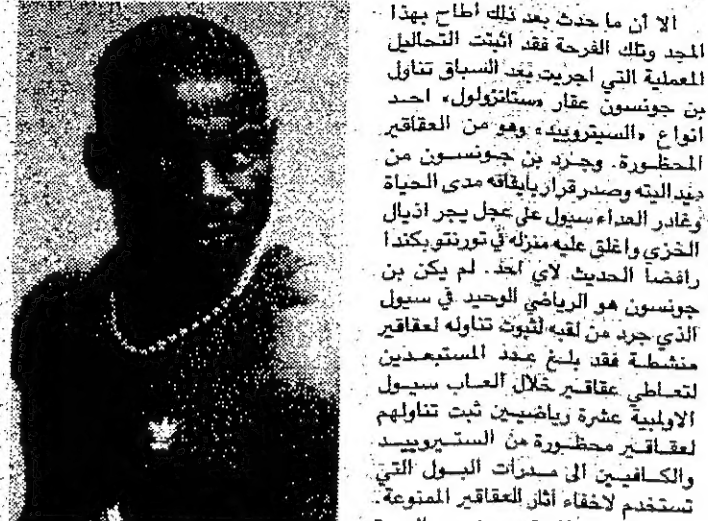 الا أن ما حدث بعد ذلك اطاح بهذا
المجد وتلك الفرحة فقد اثبتت التحاليل
المعملية التي اجريت بعد السباق تناول
بن جونسون عقار «ستانزولول» احد
انواع «السيترويد» وهو من العقاقير
المحظورة. وجرد بن جونسون من
ميداليته وصدر قرار بايقافه مدى الحياة
وغادر العداء سيول على عجل يجر اذيال
الخزي واغلق عليه منزله في تورنتو بكندا
رافضا الحديث لاي احد. لم يكن بن
جونسون هو الرياضي الوحيد في سيول
الذي جرد من لقبه لثبوت تناوله لعقاقير
منشطة فقد بلغ عدد المستبعدين
لتعاطي عقاقير خلال العاب سيول
الاولمبية عشرة رياضيين ثبت تناولهم
لعقاقير محظورة من الستيرويد
والكافيين الى مدرات البول التي
تستخدم لاخفاء اثار العقاقير الممنوعة.